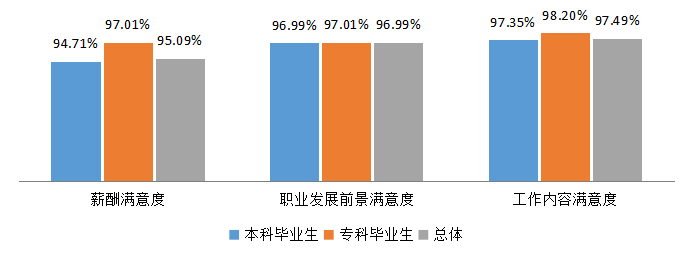 94.71%
97.01%
95.09%
96.99%
97.01%
96.99%
97.35%
98.20%
97.49%
薪酬满意度
职业发展前景满意度
工作内容满意度
本科毕业生
专科毕业生
总体